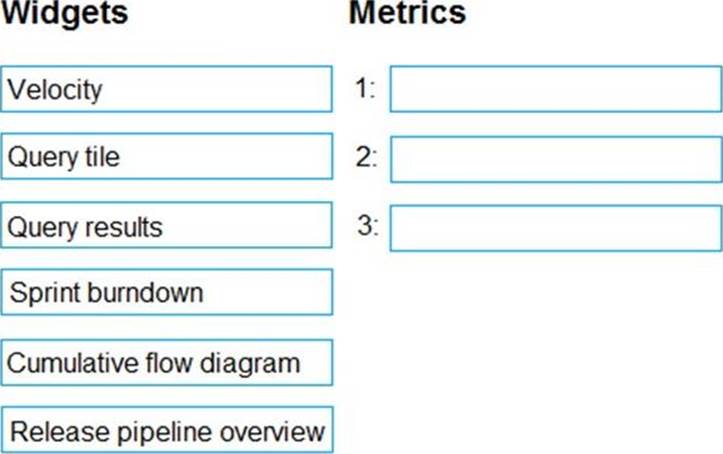 Widgets
Metrics
Velocity
1:
Query tile
2:
Query results
3:
Sprint burndown
Cumulative flow diagram
Release pipeline overview